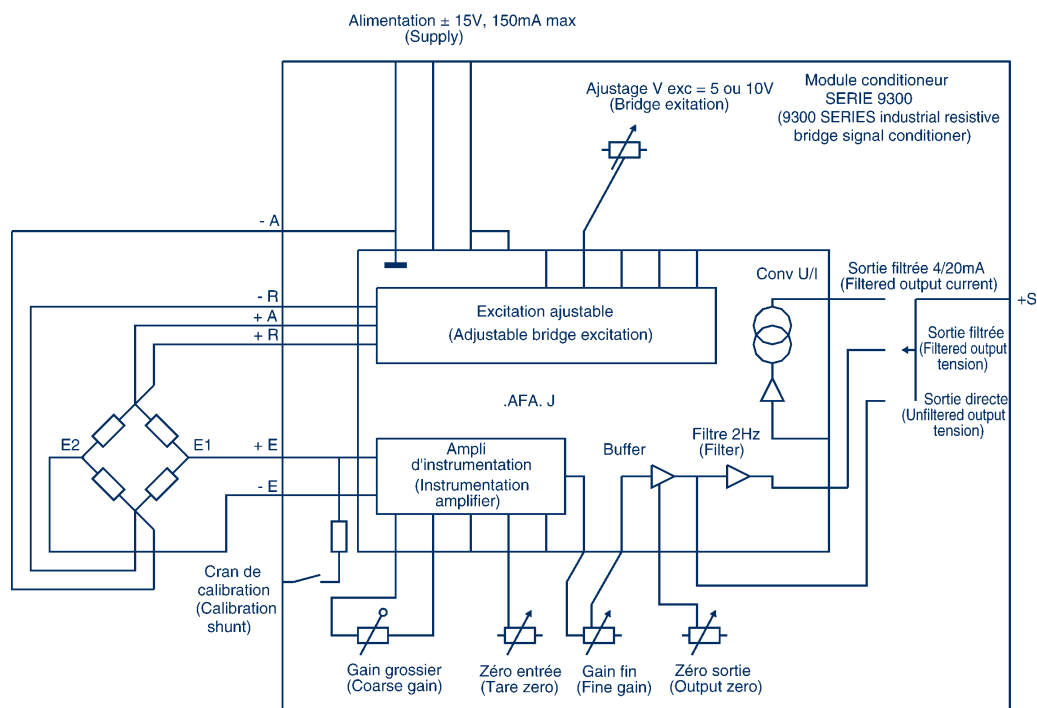 Alimentation ± 15V, 150mA max
(Supply)
Ajustage V exc = 5 ou 10V
(Bridge exitation)
Module conditioneur
SERIE 9300
(9300 SERIES industrial resistive
bridge signal conditioner)
- A
- R
+ A
+ R
Excitation ajustable
(Adjustable bridge excitation)
Conv U/I
Sortie filtrée 4/20mA
(Filtered output current)
+S
Sortie filtrée
(Filtered output
tension)
Sortie directe
(Unfiltered output
tension)
.AFA. J
E2
E1
+ E
- E
Ampli
d'instrumentation
(Instrumentation
amplifier)
Buffer
Filtre 2Hz
(Filter)
Cran de
calibration
(Calibration
shunt)
Gain grossier
(Coarse gain)
Zéro entrée
(Tare zero)
Gain fin
(Fine gain)
Zéro sortie
(Output zero)